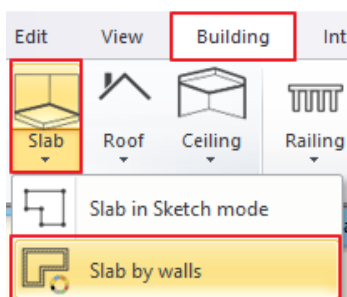 Edit View Building Int
Slab Roof Ceiling Railing
Slab in Sketch mode
Slab by walls